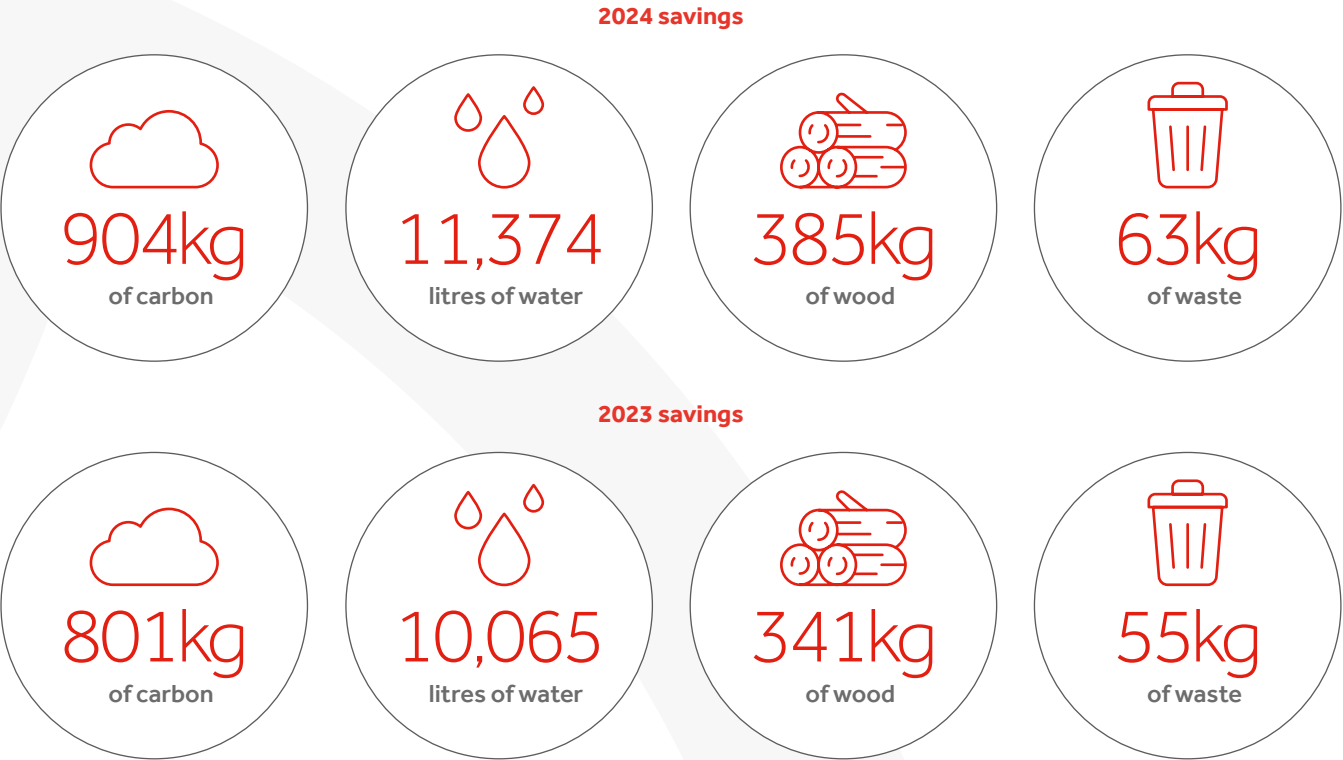 2024 savings
904kg
of carbon
11,374
litres of water
385kg
of wood
63kg
of waste
2023 savings
801kg
of carbon
10,065
litres of water
341kg
of wood
55kg
of waste